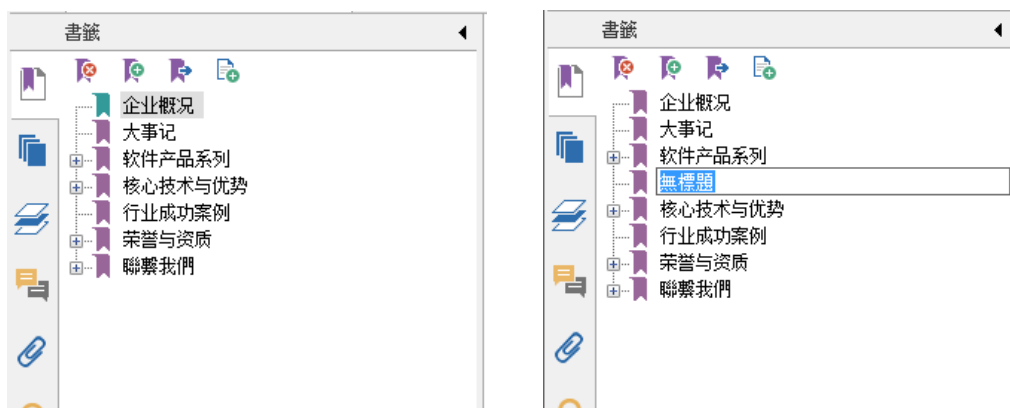 書籤
企业概况
大事记
软件产品系列
核心技术与优势
行业成功案例
荣誉与资质
聯繫我們
書籤
企业概况
大事记
软件产品系列
無標題
核心技术与优势
行业成功案例
荣誉与资质
聯繫我們